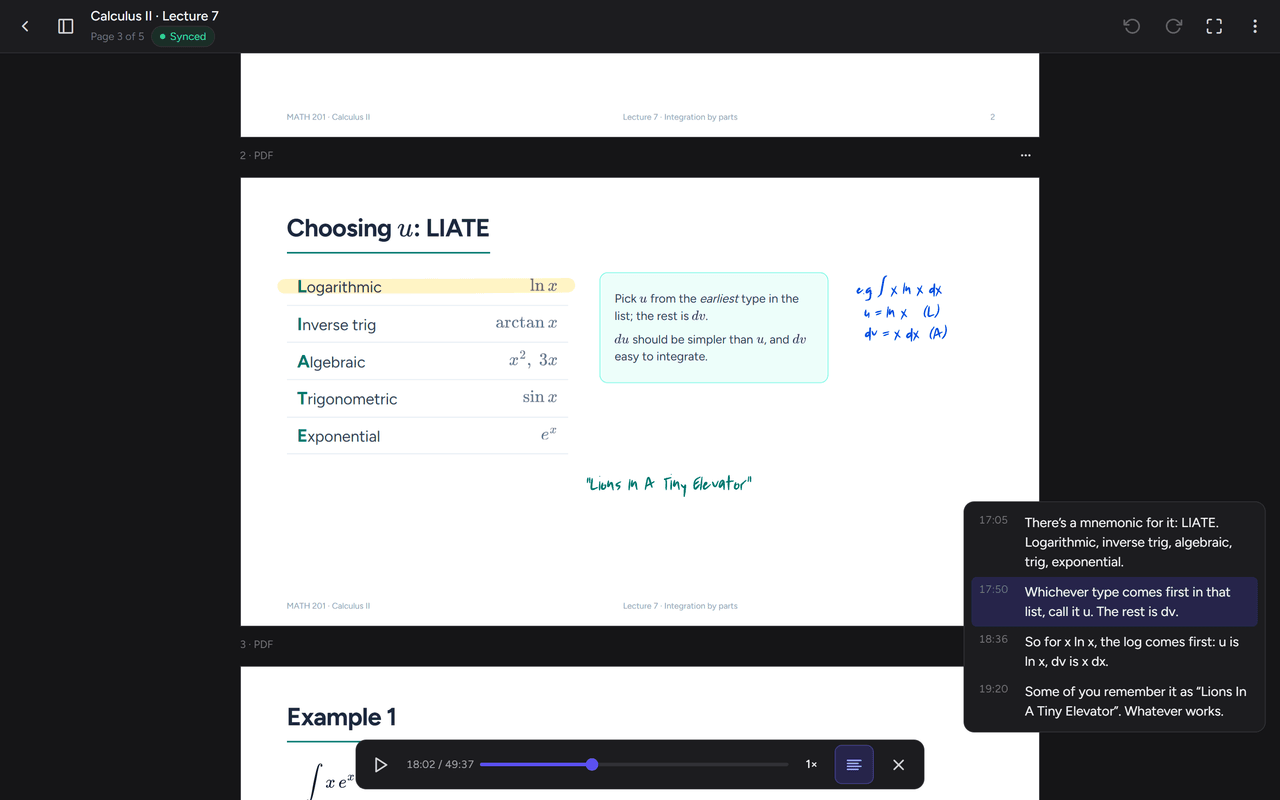 Calculus II · Lecture 7
Page 3 of 5
Synced
MATH 201 · Calculus II
Lecture 7 · Integration by parts
2
2 · PDF
Choosing u: LIATE
Logarithmic ln x
Inverse trig arctan x
Algebraic x², 3x
Trigonometric sin x
Exponential eˣ
Pick u from the earliest type in the
list; the rest is dv.
du should be simpler than u, and dv
easy to integrate.
e.g ∫ x ln x dx
u = ln x (L)
dv = x dx (A)
"Lions In A Tiny Elevator"
MATH 201 · Calculus II
Lecture 7 · Integration by parts
3 · PDF
17:05 There's a mnemonic for it: LIATE.
Logarithmic, inverse trig, algebraic,
trig, exponential.
17:50 Whichever type comes first in that
list, call it u. The rest is dv.
18:36 So for x ln x, the log comes first: u is
ln x, dv is x dx.
19:20 Some of you remember it as “Lions In
A Tiny Elevator”. Whatever works.
Example 1
∫ x eˣ
18:02 / 49:37
1×